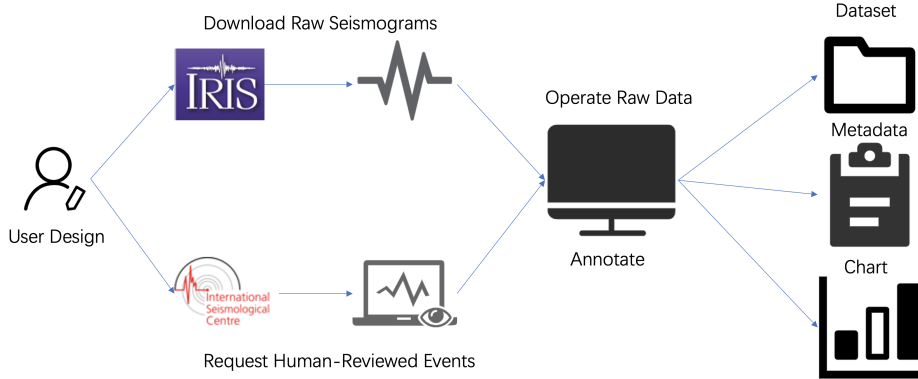 Dataset
Download Raw Seismograms
IRIS
Operate Raw Data
Metadata
User Design
Annotate
Chart
International
Seismological
Centre
Request Human-Reviewed Events